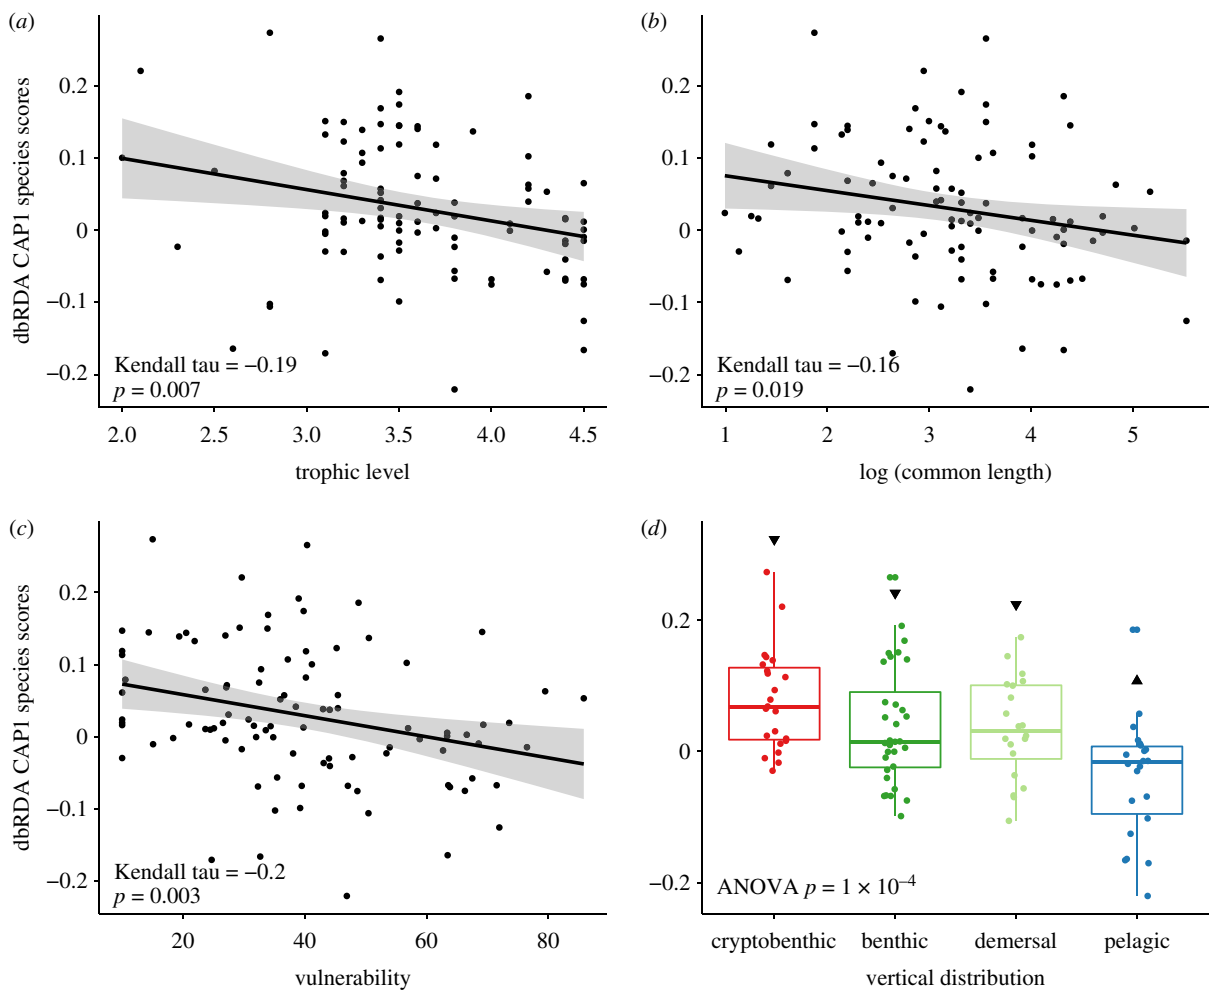 (a)
dbRDA CAP1 species scores
0.2
0.1
0
−0.1
−0.2
Kendall tau = −0.19
p = 0.007
2.0 2.5 3.0 3.5 4.0 4.5
trophic level
(b)
0.2
0.1
0
−0.1
−0.2
Kendall tau = −0.16
p = 0.019
1 2 3 4 5
log (common length)
(c)
dbRDA CAP1 species scores
0.2
0.1
0
−0.1
−0.2
Kendall tau = −0.2
p = 0.003
20 40 60 80
vulnerability
(d)
0.2
0
−0.2
ANOVA p = 1 × 10⁻⁴
cryptobenthic benthic demersal pelagic
vertical distribution